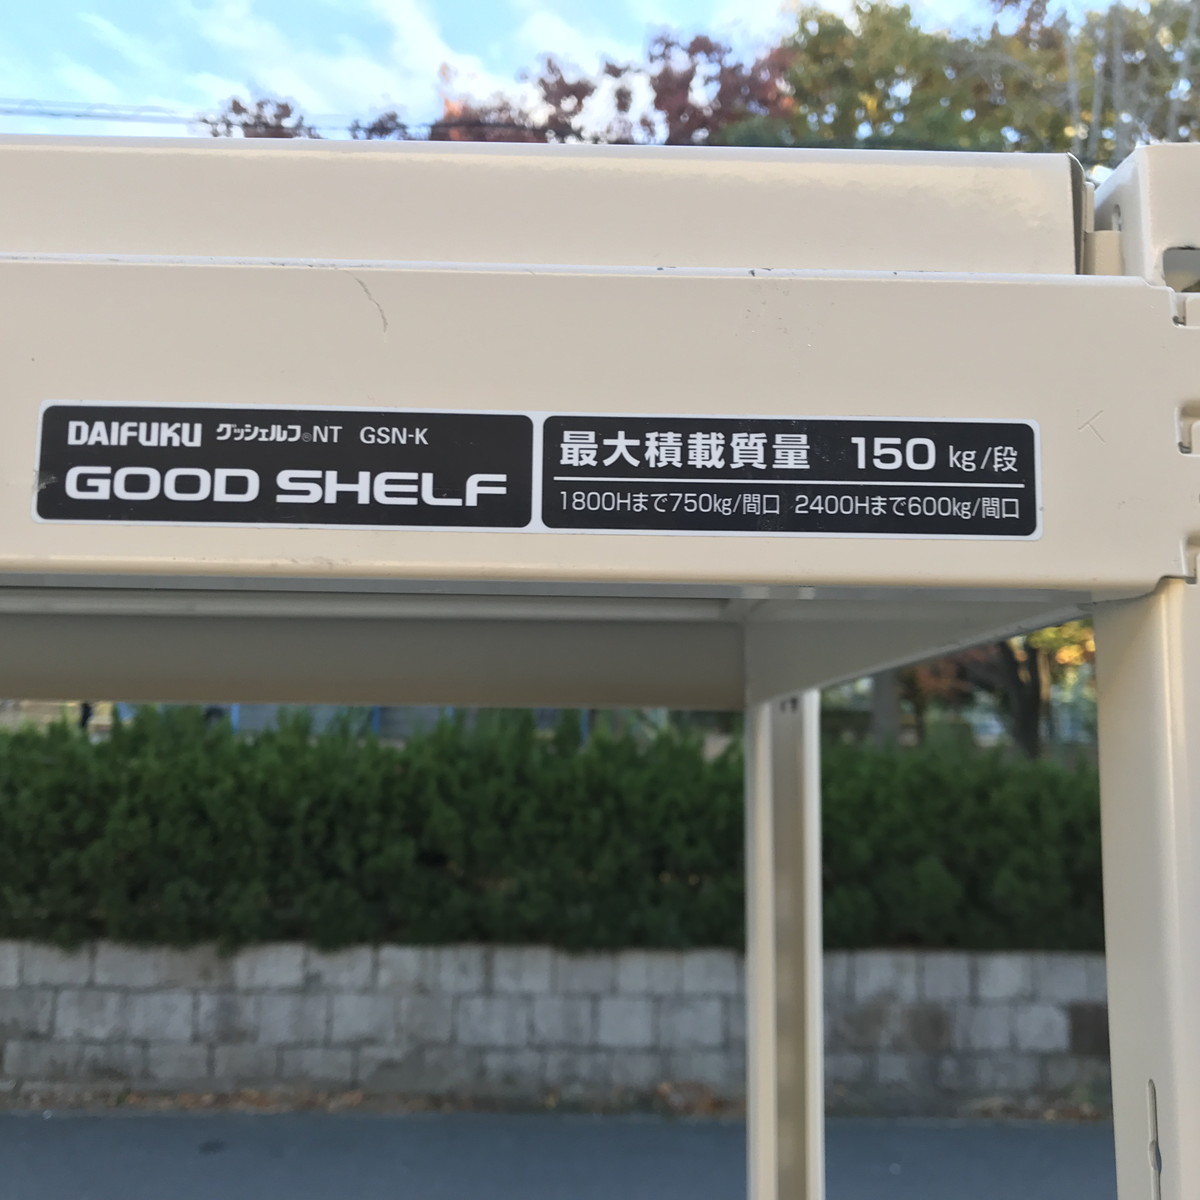 DAIFUKU グッシェルフ®NT GSN-K
GOOD SHELF
最大積載質量 150 kg/段
1800Hまで750kg/間口 2400Hまで600kg/間口